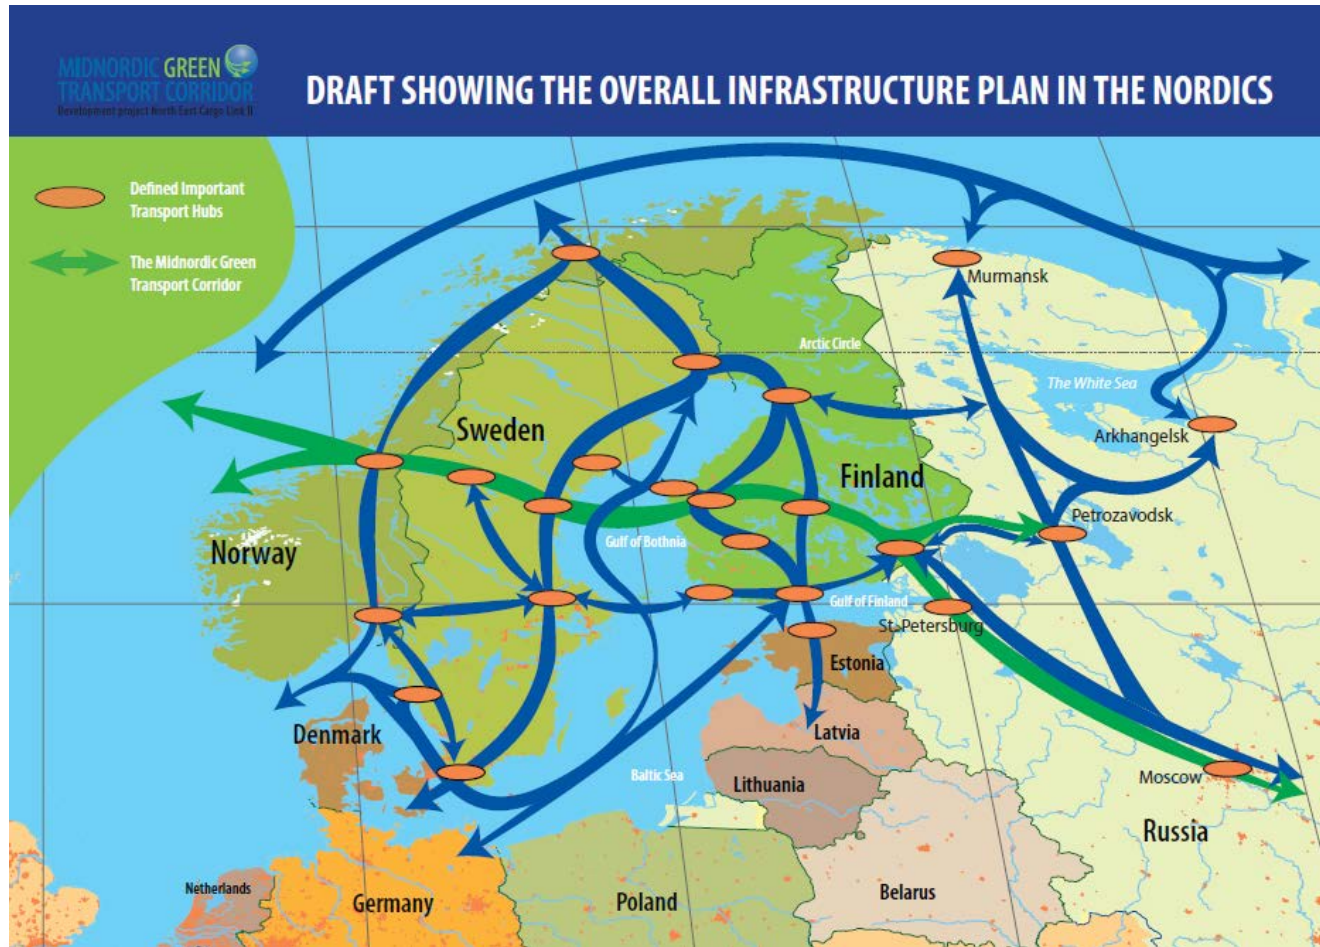 MIDNORDIC GREEN
TRANSPORT CORRIDOR
Development project North East Cargo Link II
DRAFT SHOWING THE OVERALL INFRASTRUCTURE PLAN IN THE NORDICS
Defined Important
Transport Hubs
The Midnordic Green
Transport Corridor
Murmansk
Arctic Circle
The White Sea
Sweden
Arkhangelsk
Finland
Petrozavodsk
Norway
Gulf of Bothnia
Gulf of Finland
St. Petersburg
Estonia
Denmark
Latvia
Baltic Sea
Lithuania
Moscow
Russia
Netherlands
Germany
Poland
Belarus